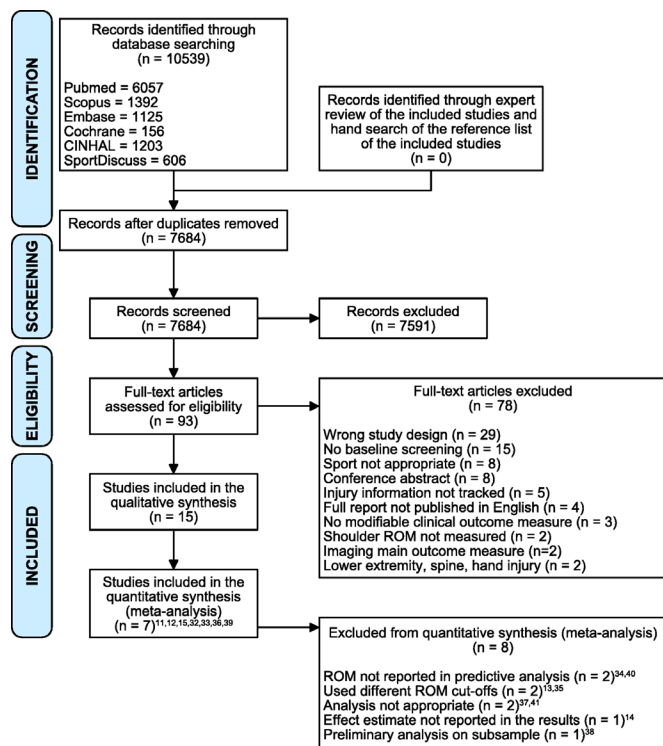 IDENTIFICATION
Records identified through
database searching
(n = 10539)
Pubmed = 6057
Scopus = 1392
Embase = 1125
Cochrane = 156
CINHAL = 1203
SportDiscuss = 606
Records identified through expert
review of the included studies and
hand search of the reference list
of the included studies
(n = 0)
Records after duplicates removed
(n = 7684)
SCREENING
Records screened
(n = 7684)
Records excluded
(n = 7591)
ELIGIBILITY
Full-text articles
assessed for eligibility
(n = 93)
Full-text articles excluded
(n = 78)
Wrong study design (n = 29)
No baseline screening (n = 15)
Sport not appropriate (n = 8)
Conference abstract (n = 8)
Injury information not tracked (n = 5)
Full report not published in English (n = 4)
No modifiable clinical outcome measure (n = 3)
Shoulder ROM not measured (n = 2)
Imaging main outcome measure (n=2)
Lower extremity, spine, hand injury (n = 2)
INCLUDED
Studies included in the
qualitative synthesis
(n = 15)
Studies included in the
quantitative synthesis
(meta-analysis)
(n = 7)11,12,15,32,33,36,39
Excluded from quantitative synthesis (meta-analysis)
(n = 8)
ROM not reported in predictive analysis (n = 2)34,40
Used different ROM cut-offs (n = 2)13,35
Analysis not appropriate (n = 2)37,41
Effect estimate not reported in the results (n = 1)14
Preliminary analysis on subsample (n = 1)38